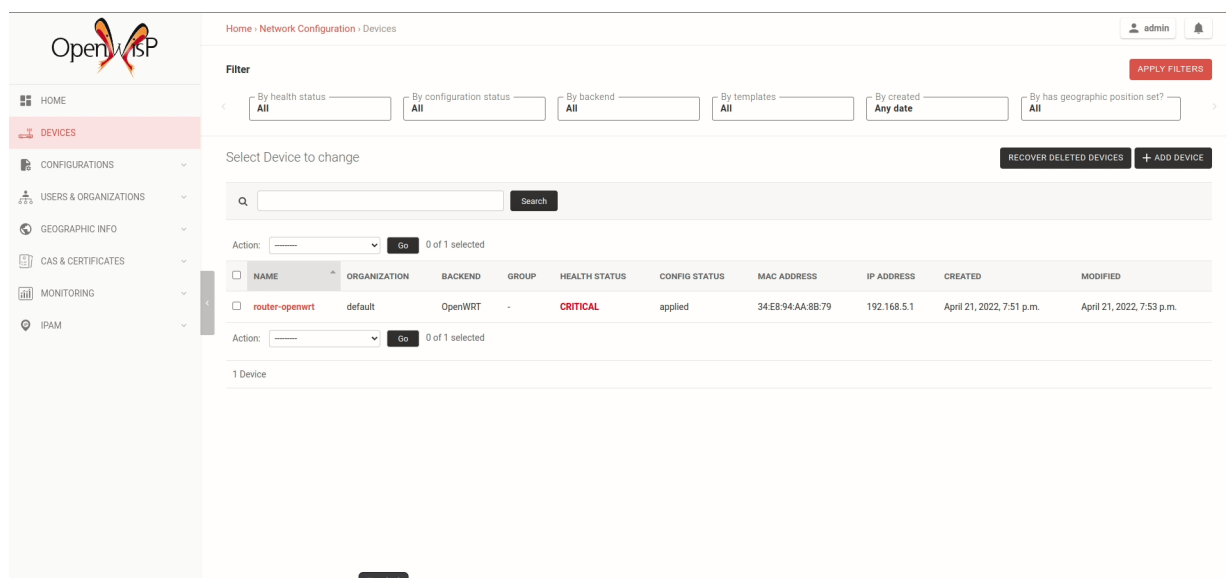 OpenWISP
Home › Network Configuration › Devices
admin
Filter
APPLY FILTERS
By health status
All
By configuration status
All
By backend
All
By templates
All
By created
Any date
By has geographic position set?
All
HOME
DEVICES
CONFIGURATIONS
USERS & ORGANIZATIONS
GEOGRAPHIC INFO
CAS & CERTIFICATES
MONITORING
IPAM
Select Device to change
RECOVER DELETED DEVICES
+ ADD DEVICE
Search
Action: --------- Go 0 of 1 selected
NAME ORGANIZATION BACKEND GROUP HEALTH STATUS CONFIG STATUS MAC ADDRESS IP ADDRESS CREATED MODIFIED
router-openwrt default OpenWRT - CRITICAL applied 34:E8:94:AA:8B:79 192.168.5.1 April 21, 2022, 7:51 p.m. April 21, 2022, 7:53 p.m.
Action: --------- Go 0 of 1 selected
1 Device